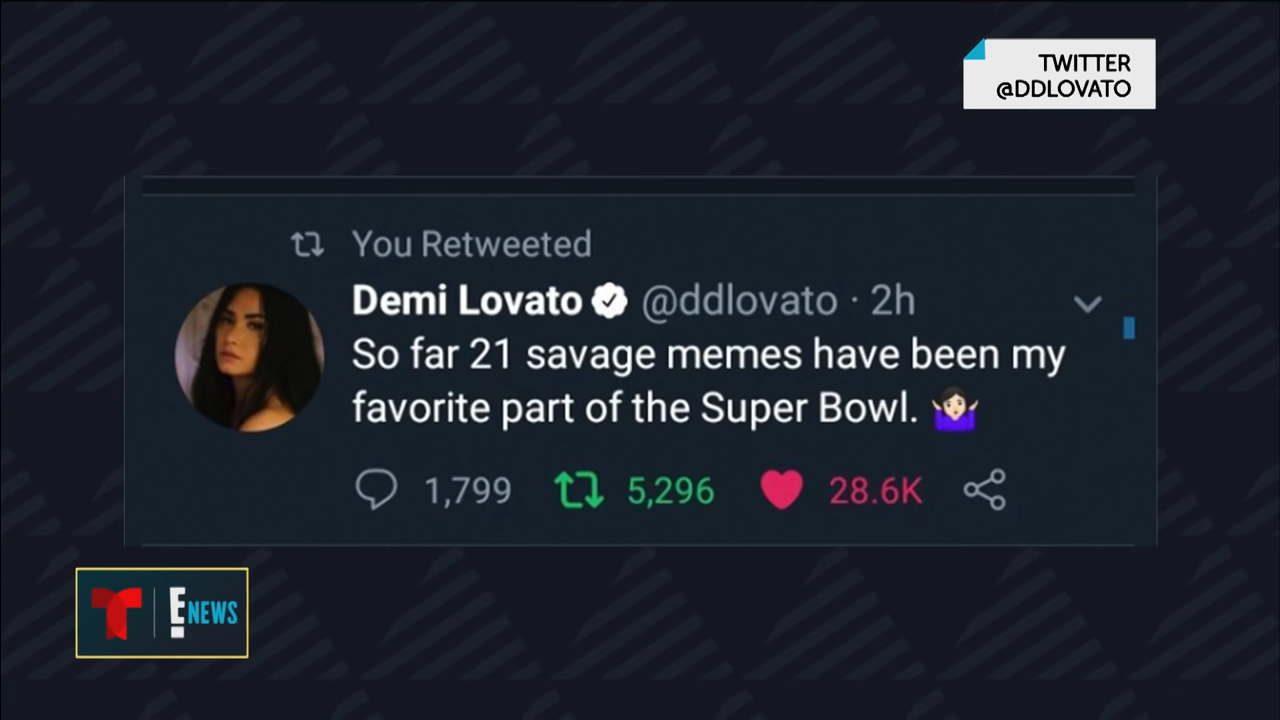 TWITTER
@DDLOVATO
You Retweeted
Demi Lovato @ddlovato · 2h
So far 21 savage memes have been my
favorite part of the Super Bowl. 🤷🏻‍♀️
1,799 5,296 28.6K
E! NEWS